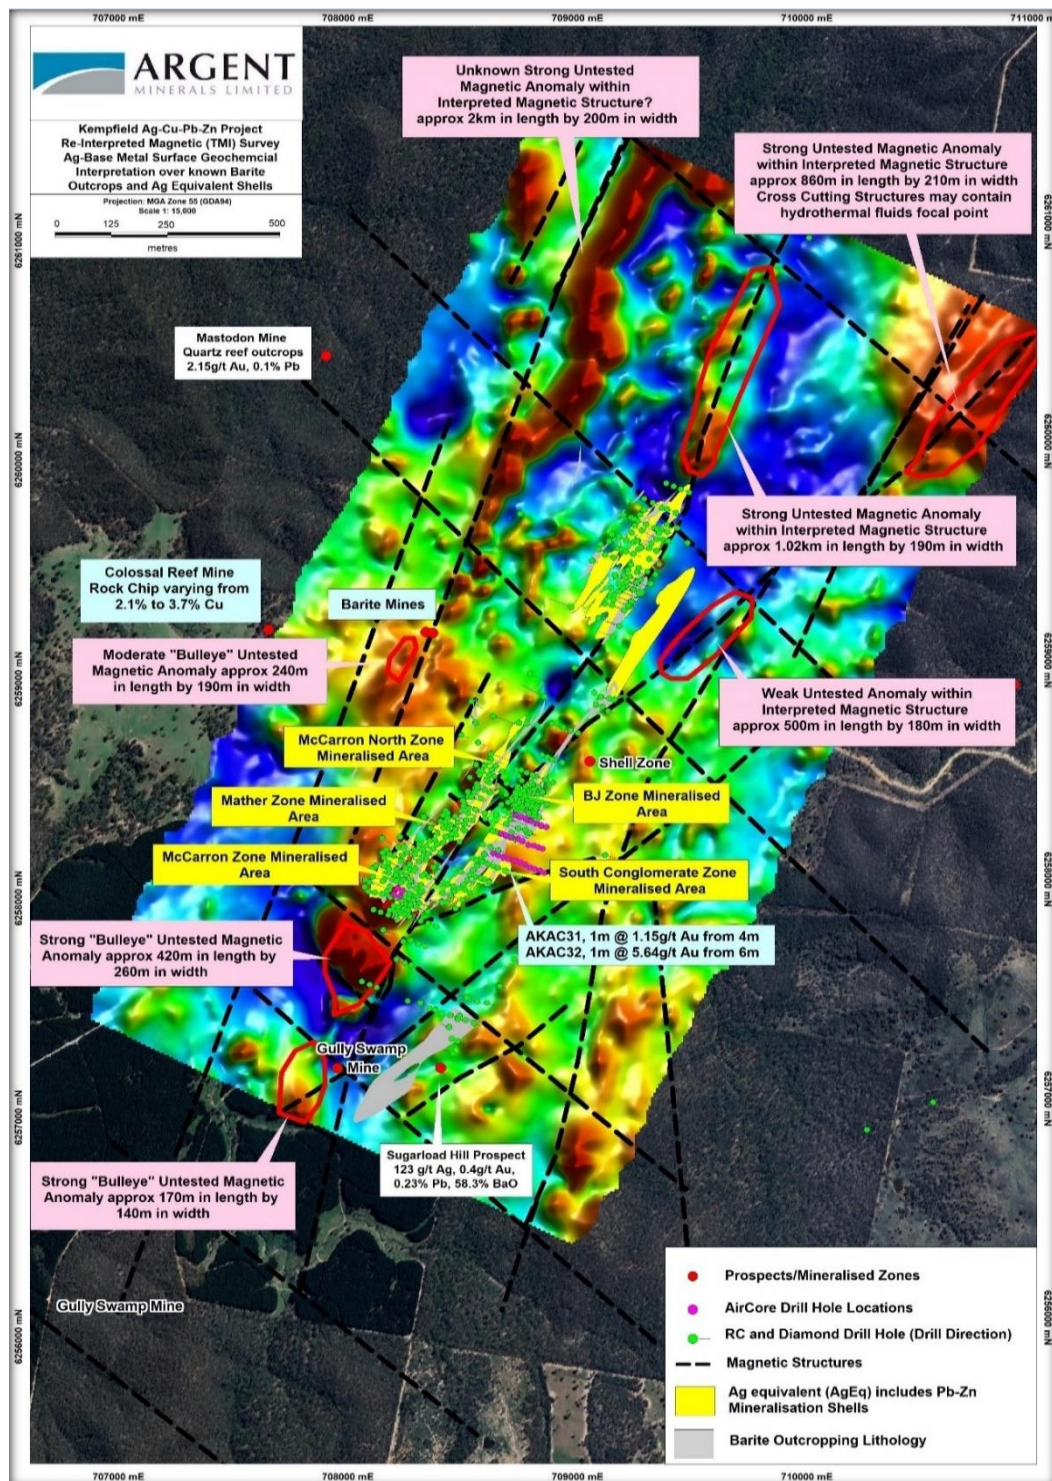 707000 mE
708000 mE
709000 mE
710000 mE
711000 m
ARGENT
MINERALS LIMITED
Kempfield Ag-Cu-Pb-Zn Project
Re-Interpreted Magnetic (TMI) Survey
Ag-Base Metal Surface Geochemcial
Interpretation over known Barite
Outcrops and Ag Equivalent Shells
Projection: MGA Zone 55 (GDA94)
Scale 1: 15,000
0 125 250 500
metres
Unknown Strong Untested
Magnetic Anomaly within
Interpreted Magnetic Structure?
approx 2km in length by 200m in width
Strong Untested Magnetic Anomaly
within Interpreted Magnetic Structure
approx 860m in length by 210m in width
Cross Cutting Structures may contain
hydrothermal fluids focal point
6261000 mN
6261000 mN
Mastodon Mine
Quartz reef outcrops
2.15g/t Au, 0.1% Pb
6260000 mN
6260000 mN
Strong Untested Magnetic Anomaly
within Interpreted Magnetic Structure
approx 1.02km in length by 190m in width
Colossal Reef Mine
Rock Chip varying from
2.1% to 3.7% Cu
Barite Mines
Moderate "Bulleye" Untested
Magnetic Anomaly approx 240m
in length by 190m in width
6259000 mN
6259000 mN
Weak Untested Anomaly within
Interpreted Magnetic Structure
approx 500m in length by 180m in width
McCarron North Zone
Mineralised Area
Shell Zone
Mather Zone Mineralised
Area
BJ Zone Mineralised
Area
McCarron Zone Mineralised
Area
South Conglomerate Zone
Mineralised Area
6258000 mN
6258000 mN
Strong "Bulleye" Untested Magnetic
Anomaly approx 420m in length by
260m in width
AKAC31, 1m @ 1.15g/t Au from 4m
AKAC32, 1m @ 5.64g/t Au from 6m
Gully Swamp
Mine
6257000 mN
6257000 mN
Sugarload Hill Prospect
123 g/t Ag, 0.4g/t Au,
0.23% Pb, 58.3% BaO
Strong "Bulleye" Untested Magnetic
Anomaly approx 170m in length by
140m in width
Gully Swamp Mine
6256000 mN
6256000 mN
Prospects/Mineralised Zones
AirCore Drill Hole Locations
RC and Diamond Drill Hole (Drill Direction)
Magnetic Structures
Ag equivalent (AgEq) includes Pb-Zn
Mineralisation Shells
Barite Outcropping Lithology
707000 mE
708000 mE
709000 mE
710000 mE